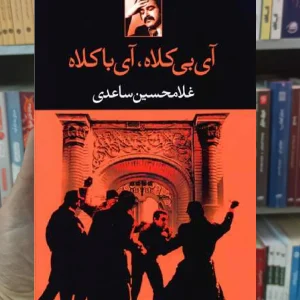 آی بی کلاه، آی با کلاه
غلامحسین ساعدی